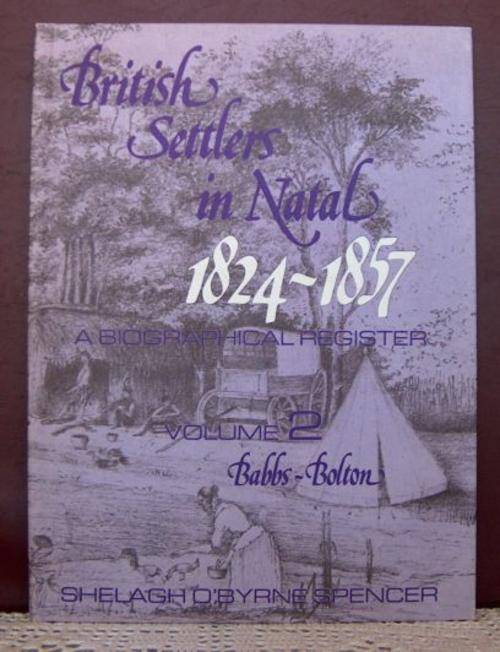 British
Settlers
in Natal
1824~1857
A BIOGRAPHICAL REGISTER
VOLUME 2
Babbs~Bolton
SHELAGH O'BYRNE SPENCER